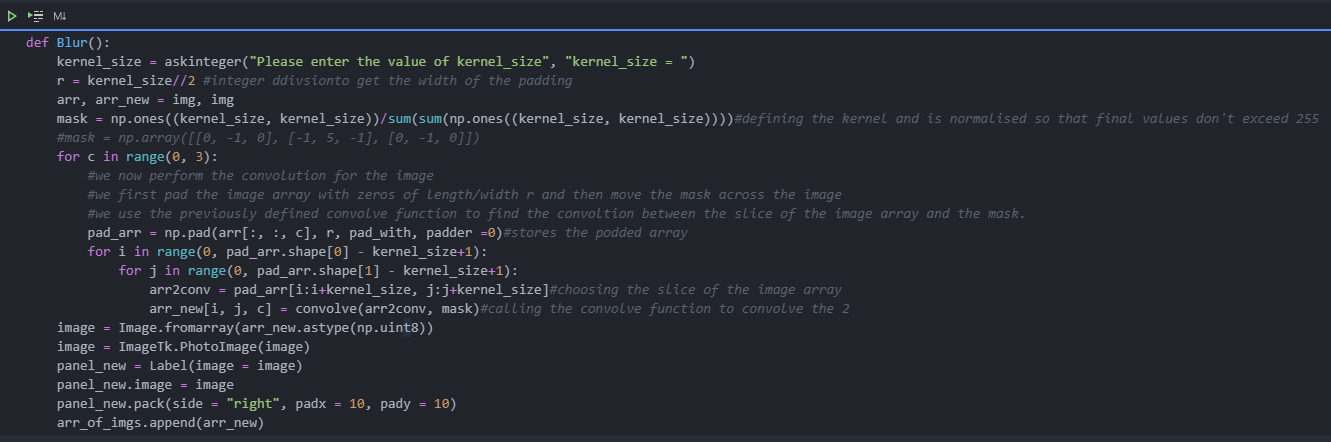 M↓
def Blur():
    kernel_size = askinteger("Please enter the value of kernel_size", "kernel_size = ")
    r = kernel_size//2 #integer ddivsionto get the width of the padding
    arr, arr_new = img, img
    mask = np.ones((kernel_size, kernel_size))/sum(sum(np.ones((kernel_size, kernel_size))))#defining the kernel and is normalised so that final values don't exceed 255
    #mask = np.array([[0, -1, 0], [-1, 5, -1], [0, -1, 0]])
    for c in range(0, 3):
        #we now perform the convolution for the image
        #we first pad the image array with zeros of length/width r and then move the mask across the image
        #we use the previously defined convolve function to find the convoltion between the slice of the image array and the mask.
        pad_arr = np.pad(arr[:, :, c], r, pad_with, padder =0)#stores the podded array
        for i in range(0, pad_arr.shape[0] - kernel_size+1):
            for j in range(0, pad_arr.shape[1] - kernel_size+1):
                arr2conv = pad_arr[i:i+kernel_size, j:j+kernel_size]#choosing the slice of the image array
                arr_new[i, j, c] = convolve(arr2conv, mask)#calling the convolve function to convolve the 2
    image = Image.fromarray(arr_new.astype(np.uint8))
    image = ImageTk.PhotoImage(image)
    panel_new = Label(image = image)
    panel_new.image = image
    panel_new.pack(side = "right", padx = 10, pady = 10)
    arr_of_imgs.append(arr_new)